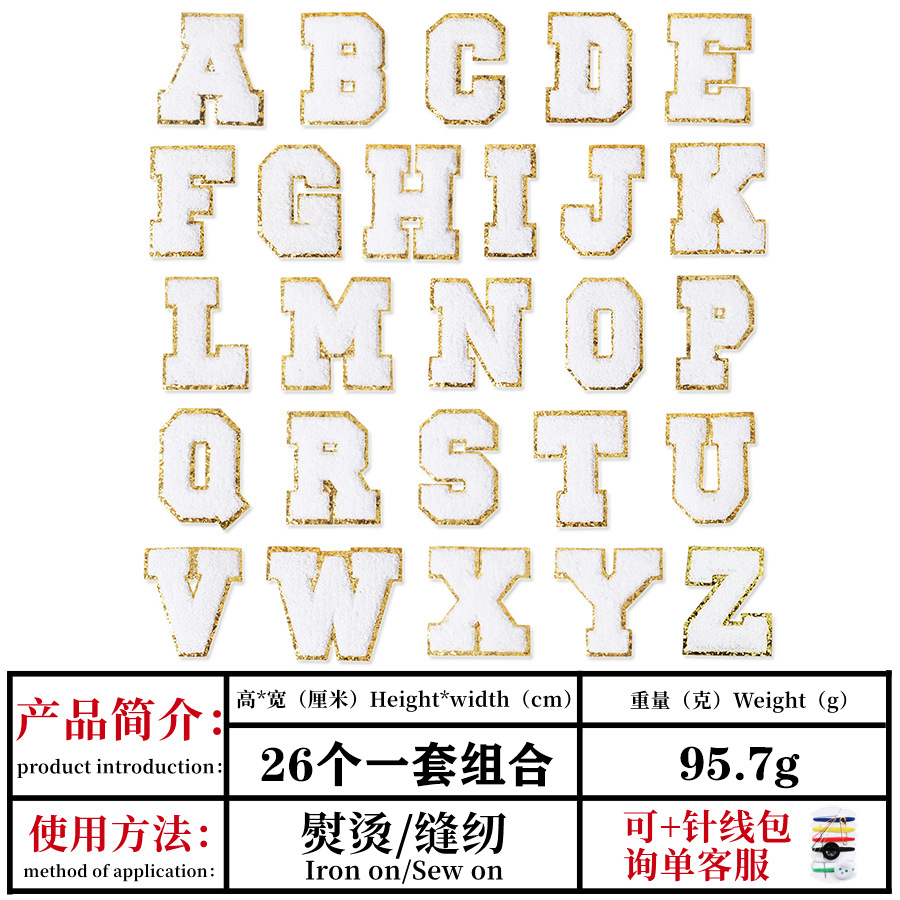 A B C D E
F G H I J K
L M N O P
Q R S T U
V W X Y Z
产品简介：
product introduction:
高*宽（厘米）Height*width（cm）
重量（克）Weight（g）
26个一套组合
95.7g
使用方法：
method of application:
熨烫/缝纫
Iron on/Sew on
可+针线包
询单客服